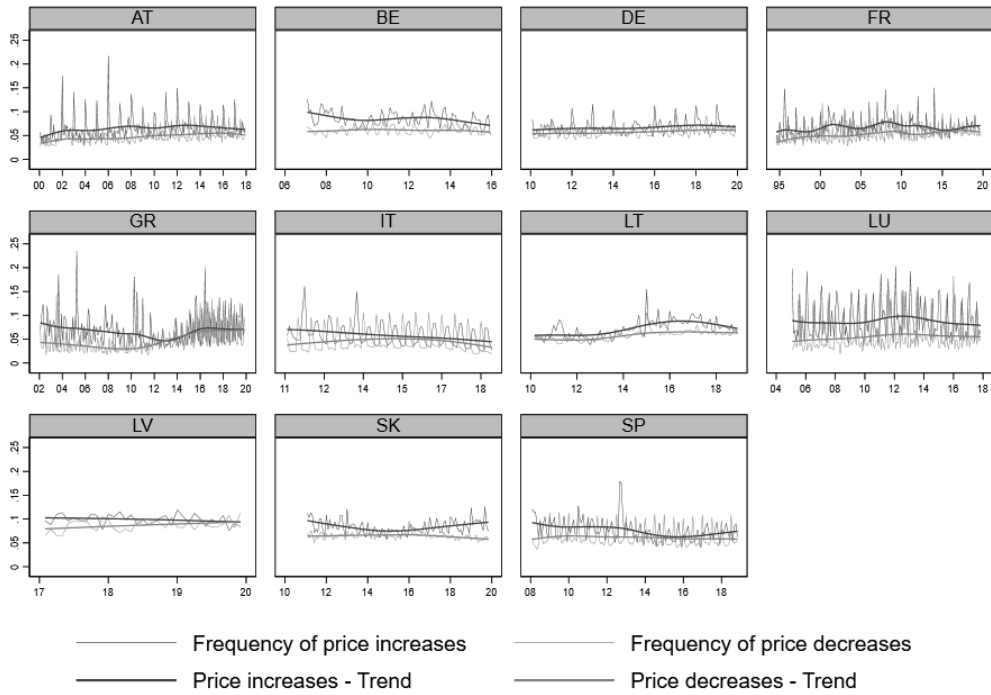 AT BE DE FR
.25
.2
.15
.1
.05
0
00 02 04 06 08 10 12 14 16 18 06 08 10 12 14 16 10 12 14 16 18 20 95 00 05 10 15 20
GR IT LT LU
.25
.2
.15
.1
.05
0
02 04 06 08 10 12 14 16 18 20 11 12 13 14 15 16 17 18 10 12 14 16 18 04 06 08 10 12 14 16 18
LV SK SP
.25
.2
.15
.1
.05
0
17 18 19 20 10 12 14 16 18 20 08 10 12 14 16 18
Frequency of price increases Frequency of price decreases
Price increases - Trend Price decreases - Trend